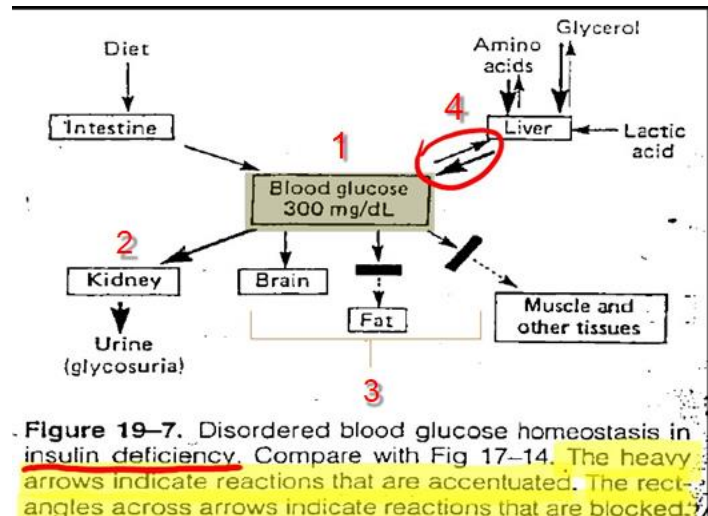 Diet
Intestine
Amino
acids
Glycerol
4
Liver
Lactic
acid
1
Blood glucose
300 mg/dL
2
Kidney
Urine
(glycosuria)
Brain
Fat
Muscle and
other tissues
3
Figure 19–7. Disordered blood glucose homeostasis in
insulin deficiency. Compare with Fig 17–14. The heavy
arrows indicate reactions that are accentuated. The rect-
angles across arrows indicate reactions that are blocked.